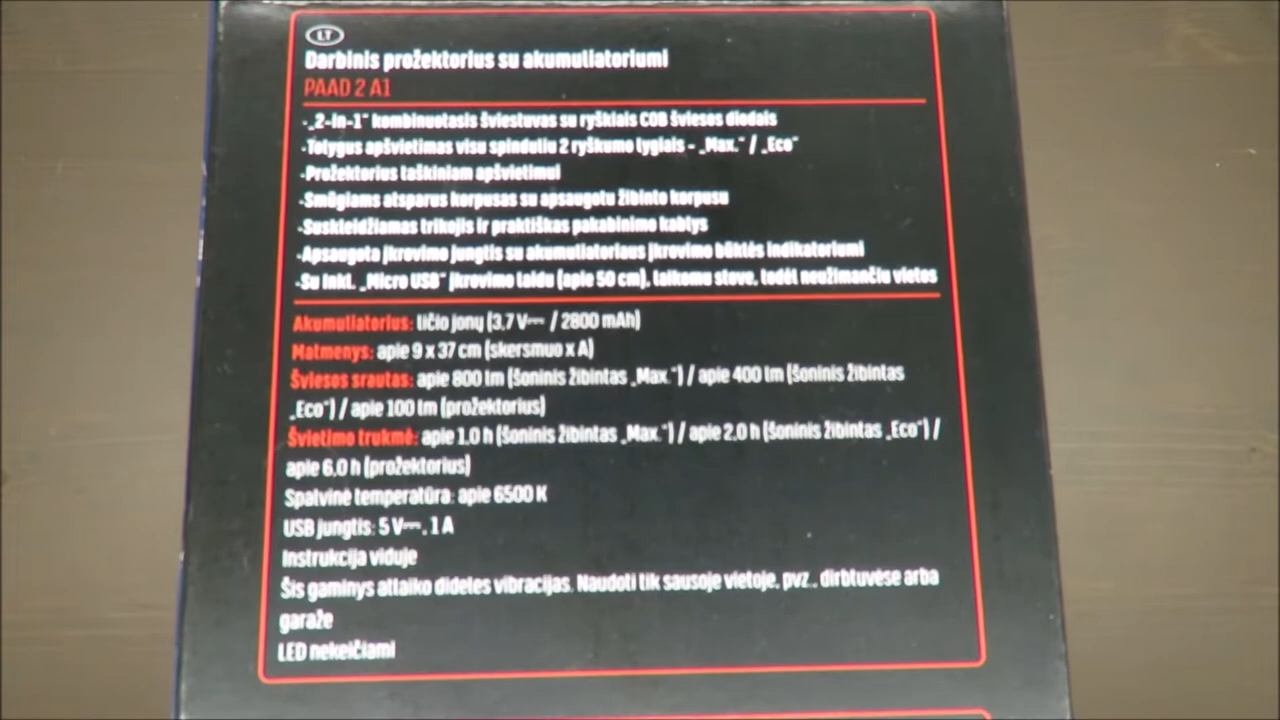 LT
Darbinis prožektorius su akumuliatoriumi
PAAD 2 A1
-„2-in-1“ kombinuotasis šviestuvas su ryškiais COB šviesos diodais
-Tolygus apšvietimas visu spinduliu 2 ryškumo lygiais – „Max.“ / „Eco“
-Prožektorius taškiniam apšvietimui
-Smūgiams atsparus korpusas su apsaugotu žibinto korpusu
-Suskleidžiamas trikojis ir praktiškas pakabinimo kablys
-Apsaugota įkrovimo jungtis su akumuliatoriaus įkrovimo būklės indikatoriumi
-Su inkl. „Micro USB“ įkrovimo laidu (apie 50 cm), laikomu stove, todėl neužimančiu vietos
Akumuliatorius: ličio jonų (3,7 V⎓ / 2800 mAh)
Matmenys: apie 9 x 37 cm (skersmuo x A)
Šviesos srautas: apie 800 lm (šoninis žibintas „Max.“) / apie 400 lm (šoninis žibintas
„Eco“) / apie 100 lm (prožektorius)
Švietimo trukmė: apie 1,0 h (šoninis žibintas „Max.“) / apie 2,0 h (šoninis žibintas „Eco“) /
apie 6,0 h (prožektorius)
Spalvinė temperatūra: apie 6500 K
USB jungtis: 5 V⎓, 1 A
Instrukcija viduje
Šis gaminys atlaiko dideles vibracijas. Naudoti tik sausoje vietoje, pvz., dirbtuvėse arba
garaže
LED nekeičiami